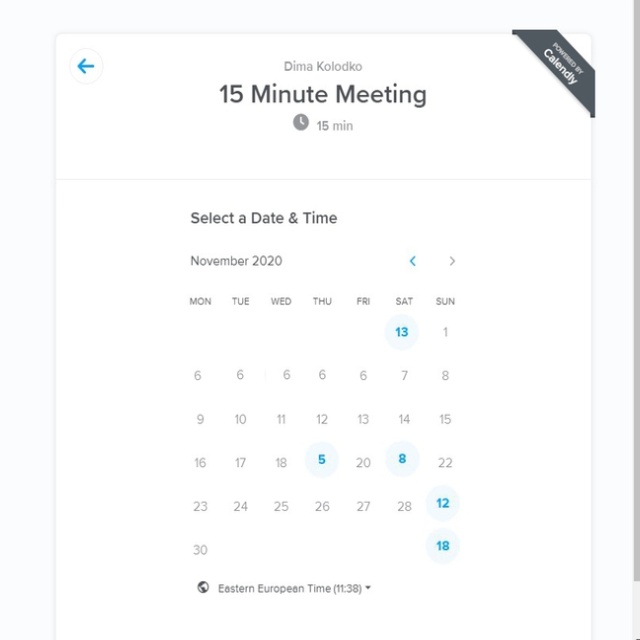 POWERED BY
Calendly
Dima Kolodko
15 Minute Meeting
15 min
Select a Date & Time
November 2020
MON TUE WED THU FRI SAT SUN
13 1
6 6 6 6 6 7 8
9 10 11 12 13 14 15
16 17 18 5 20 8 22
23 24 25 26 27 28 12
30 18
Eastern European Time (11:38)